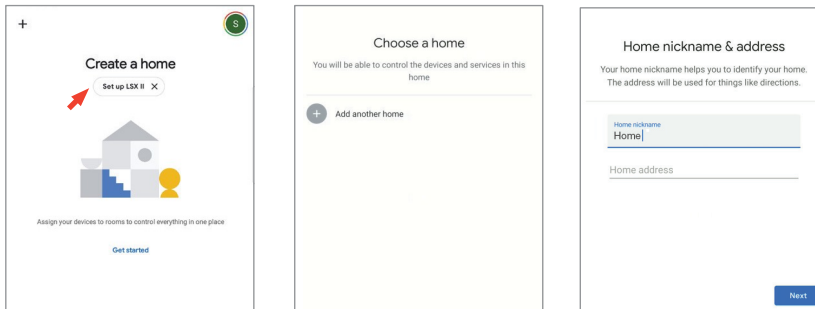 +
S
Create a home
Set up LSX II X
Assign your devices to rooms to control everything in one place
Get started
Choose a home
You will be able to control the devices and services in this
home
+ Add another home
Home nickname & address
Your home nickname helps you to identify your home.
The address will be used for things like directions.
Home nickname
Home
Home address
Next